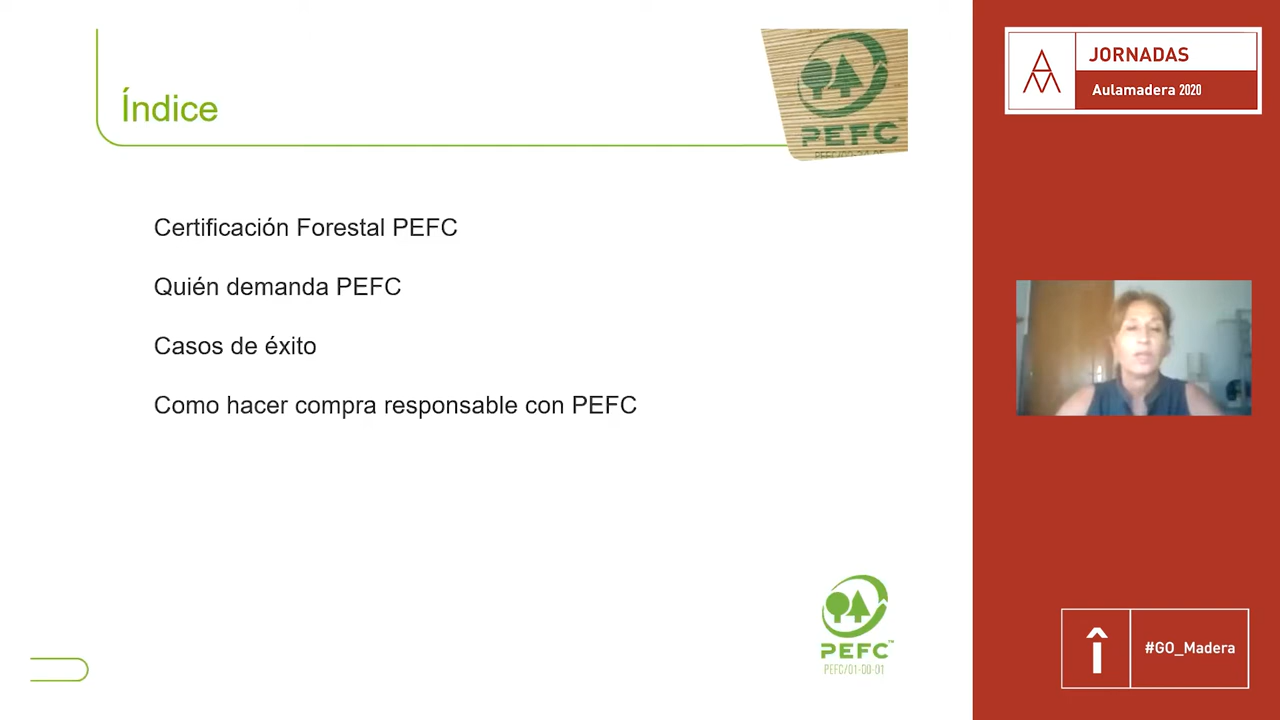 JORNADAS
Aulamadera 2020
PEFC
Índice
Certificación Forestal PEFC
Quién demanda PEFC
Casos de éxito
Como hacer compra responsable con PEFC
PEFC™
PEFC/01-00-01
#GO_Madera